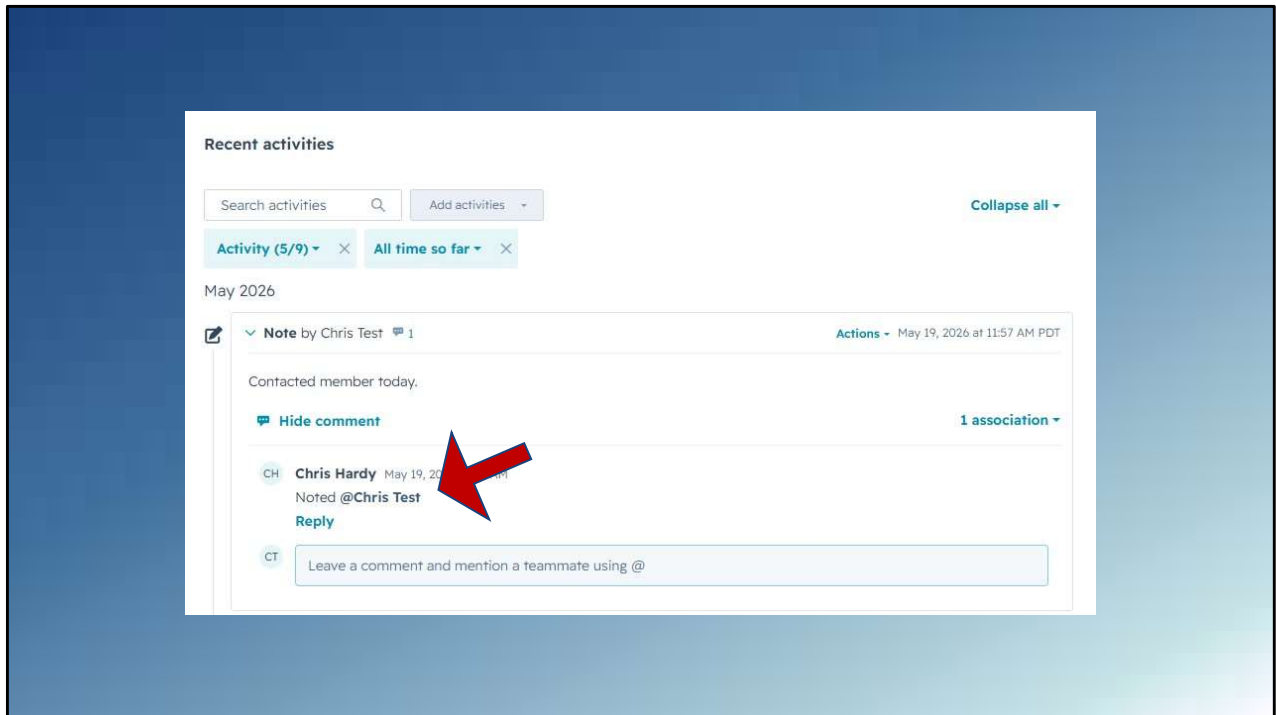 Recent activities
Search activities
Add activities
Collapse all
Activity (5/9)
All time so far
May 2026
Note by Chris Test 1
Actions
May 19, 2026 at 11:57 AM PDT
Contacted member today.
Hide comment
1 association
CH
Chris Hardy May 19,
Noted @Chris Test
Reply
CT
Leave a comment and mention a teammate using @